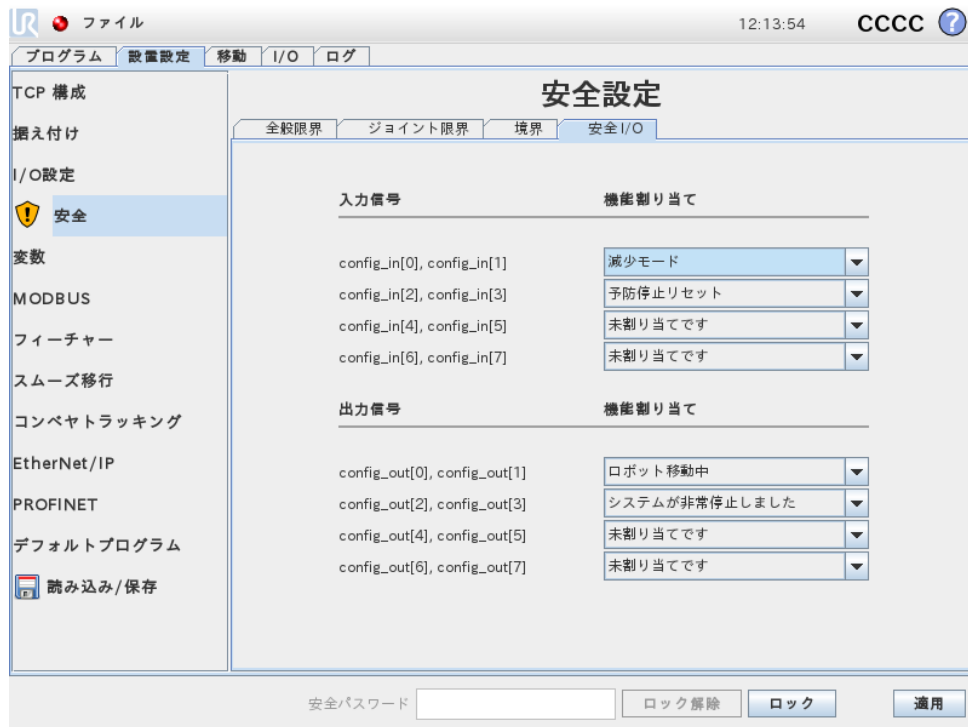 UR ファイル 12:13:54 CCCC ?
プログラム 設置設定 移動 I/O ログ
TCP 構成
据え付け
I/O設定
安全
変数
MODBUS
フィーチャー
スムーズ移行
コンベヤトラッキング
EtherNet/IP
PROFINET
デフォルトプログラム
読み込み/保存
安全設定
全般限界 ジョイント限界 境界 安全I/O
入力信号 機能割り当て
config_in[0], config_in[1] 減少モード
config_in[2], config_in[3] 予防停止リセット
config_in[4], config_in[5] 未割り当てです
config_in[6], config_in[7] 未割り当てです
出力信号 機能割り当て
config_out[0], config_out[1] ロボット移動中
config_out[2], config_out[3] システムが非常停止しました
config_out[4], config_out[5] 未割り当てです
config_out[6], config_out[7] 未割り当てです
安全パスワード ロック解除 ロック 適用